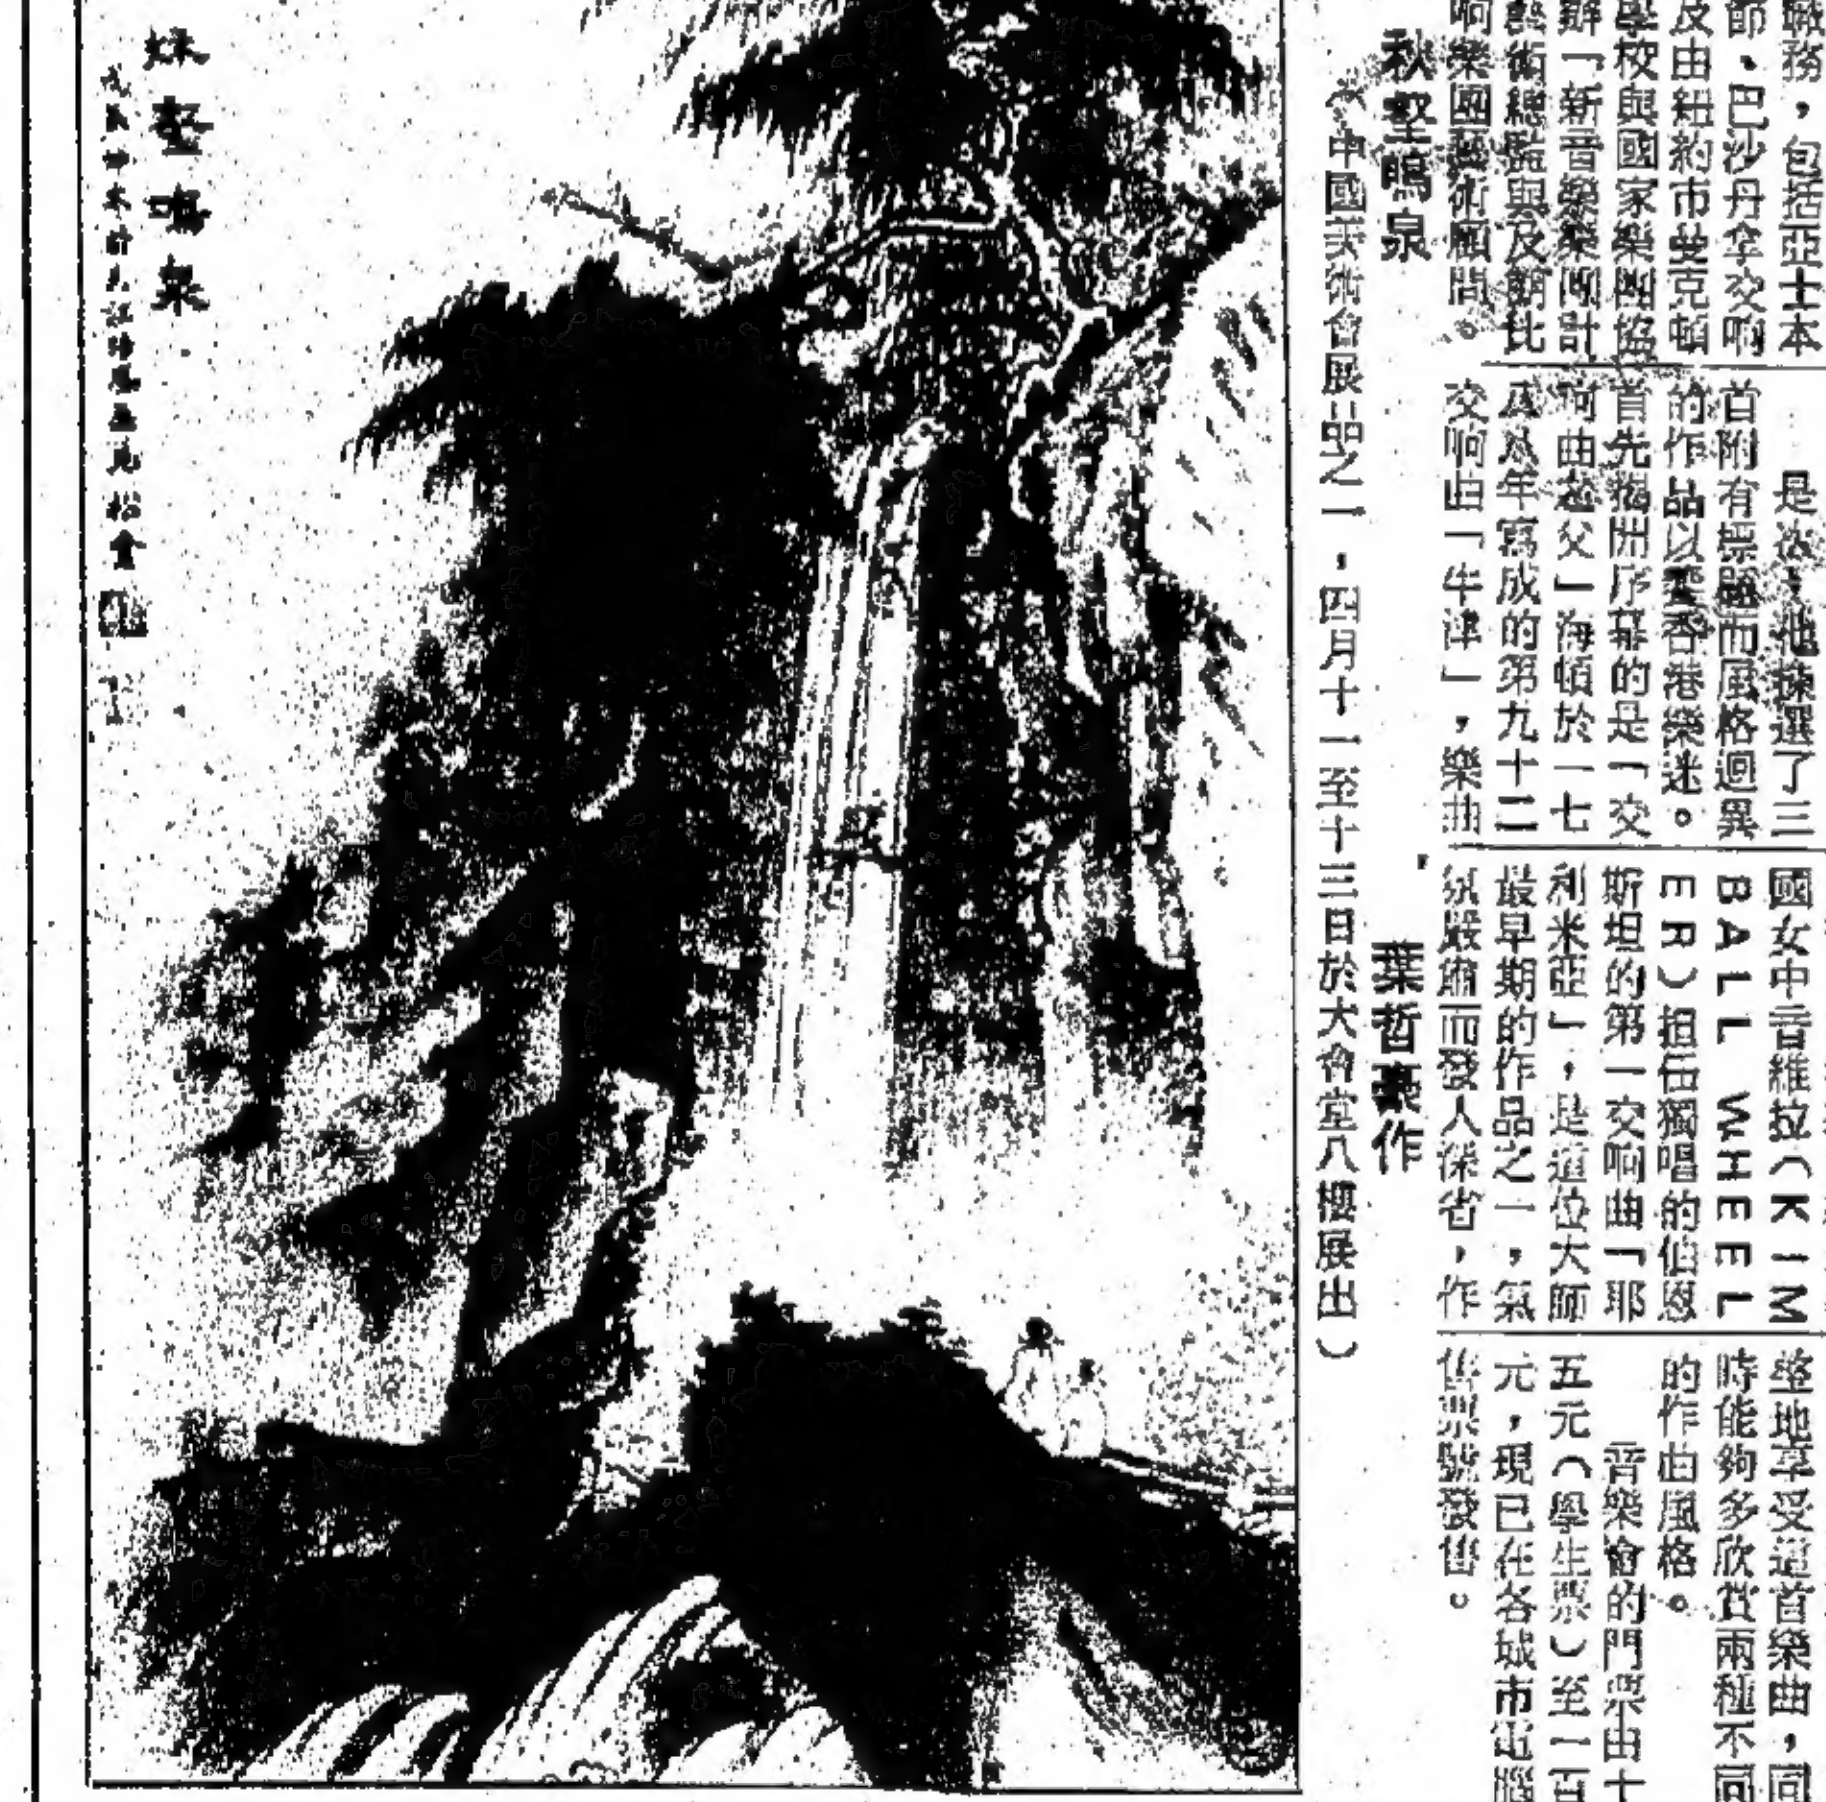 職務，包括亞士本
節，巴沙丹拿交响
及由紐約市曼克頓
學校與國家樂團協
辦「新音樂樂團計
藝術總監與及錫比
响樂團藝術顧問。
是次，他揀選了三
首附有標題而風格迥異
的作品以饗香港樂迷。
首先揭開序幕的是「交
响曲之父」海頓於一七
八八年寫成的第九十二
交响曲「牛津」，樂曲
國女中音維拉（KIM
BALL WHEEL
ER）担任獨唱的伯恩
斯坦的第一交响曲「耶
利米亞」，是這位大師
最早期的作品之一，氣
氛嚴肅而發人深省，作
整地享受這首樂曲，同
時能夠多欣賞兩種不同
的作曲風格。
音樂會的門票由十
五元（學生票）至一百
元，現已在各城市電腦
售票號發售。
秋壑鳴泉
葉哲豪作
（中國美術會展品之一，四月十一至十三日於大會堂八樓展出）
秋壑鳴泉